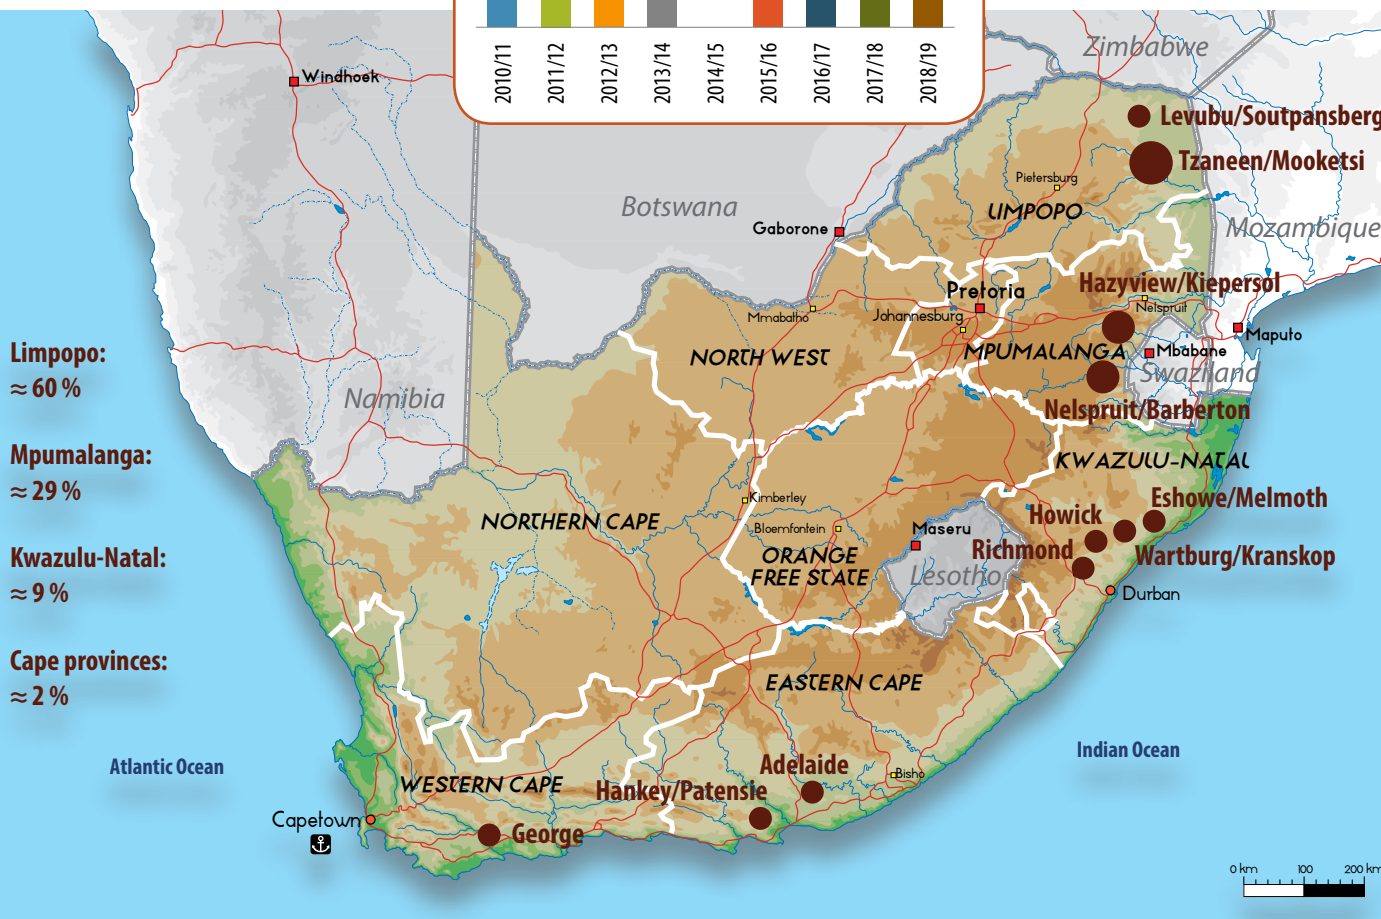 2010/11
2011/12
2012/13
2013/14
2014/15
2015/16
2016/17
2017/18
2018/19
Zimbabwe
Windhoek
Levubu/Soutpansberg
Tzaneen/Mooketsi
Pietersburg
LIMPOPO
Botswana
Gaborone
Mozambique
Hazyview/Kiepersol
Pretoria
Nelspruit
Mmabatho
Johannesburg
Maputo
Limpopo:
≈ 60 %
NORTH WEST
MPUMALANGA
Mbabane
Swaziland
Namibia
Nelspruit/Barberton
Mpumalanga:
≈ 29 %
KWAZULU-NATAL
Kimberley
Eshowe/Melmoth
NORTHERN CAPE
Bloemfontein
Howick
Maseru
Richmond
Wartburg/Kranskop
ORANGE
FREE STATE
Lesotho
Kwazulu-Natal:
≈ 9 %
Durban
Cape provinces:
≈ 2 %
EASTERN CAPE
Indian Ocean
Atlantic Ocean
Adelaide
Bisho
WESTERN CAPE
Hankey/Patensie
Capetown
George
0 km 100 200 km